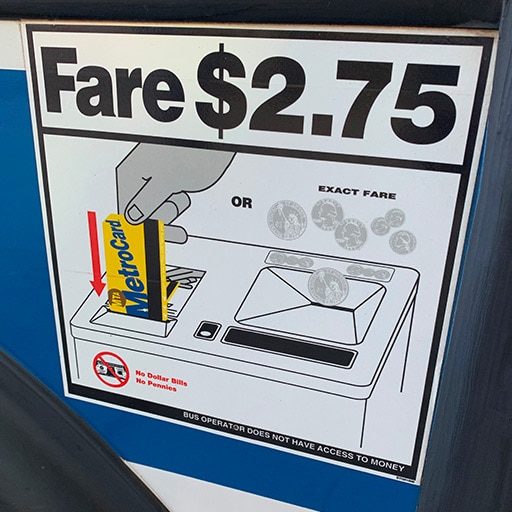 Fare $2.75
OR
EXACT FARE
MTA MetroCard
No Dollar Bills
No Pennies
BUS OPERATOR DOES NOT HAVE ACCESS TO MONEY